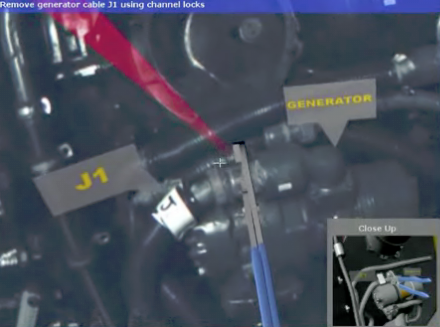 Remove generator cable J1 using channel locks
GENERATOR
J1
Close Up